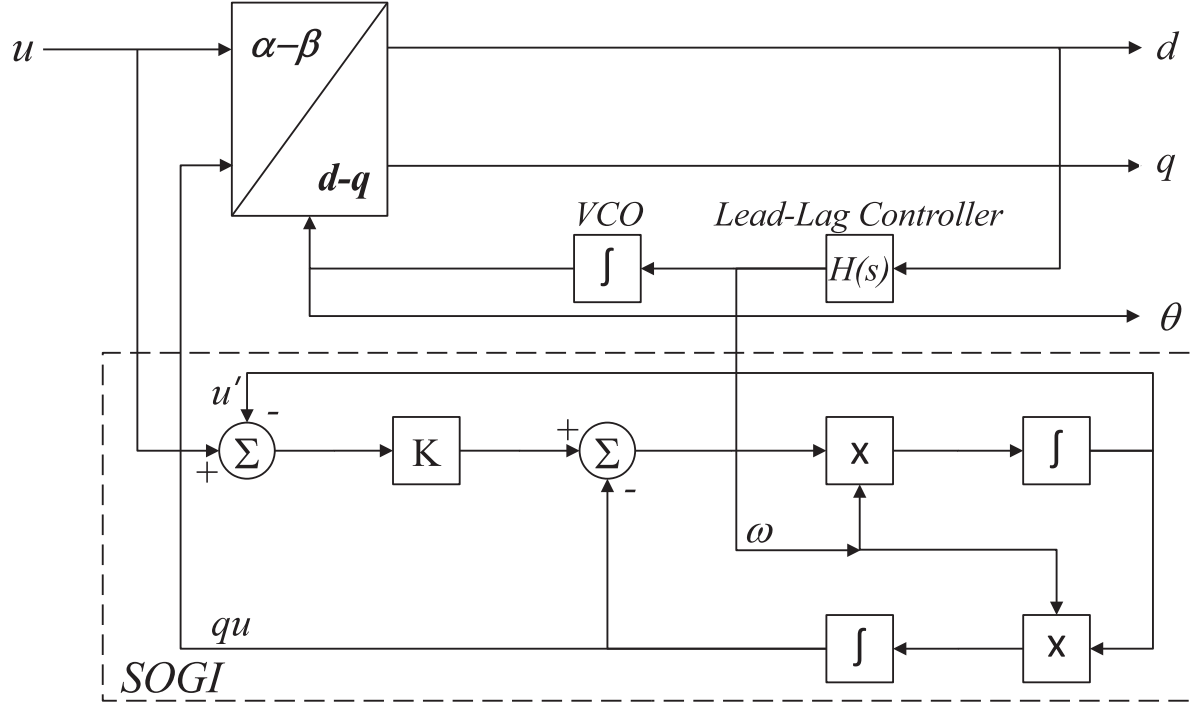 u
α–β
d
d-q
q
VCO
Lead-Lag Controller
∫
H(s)
θ
u'
-
+
Σ
K
+
Σ
-
x
∫
ω
qu
∫
x
SOGI